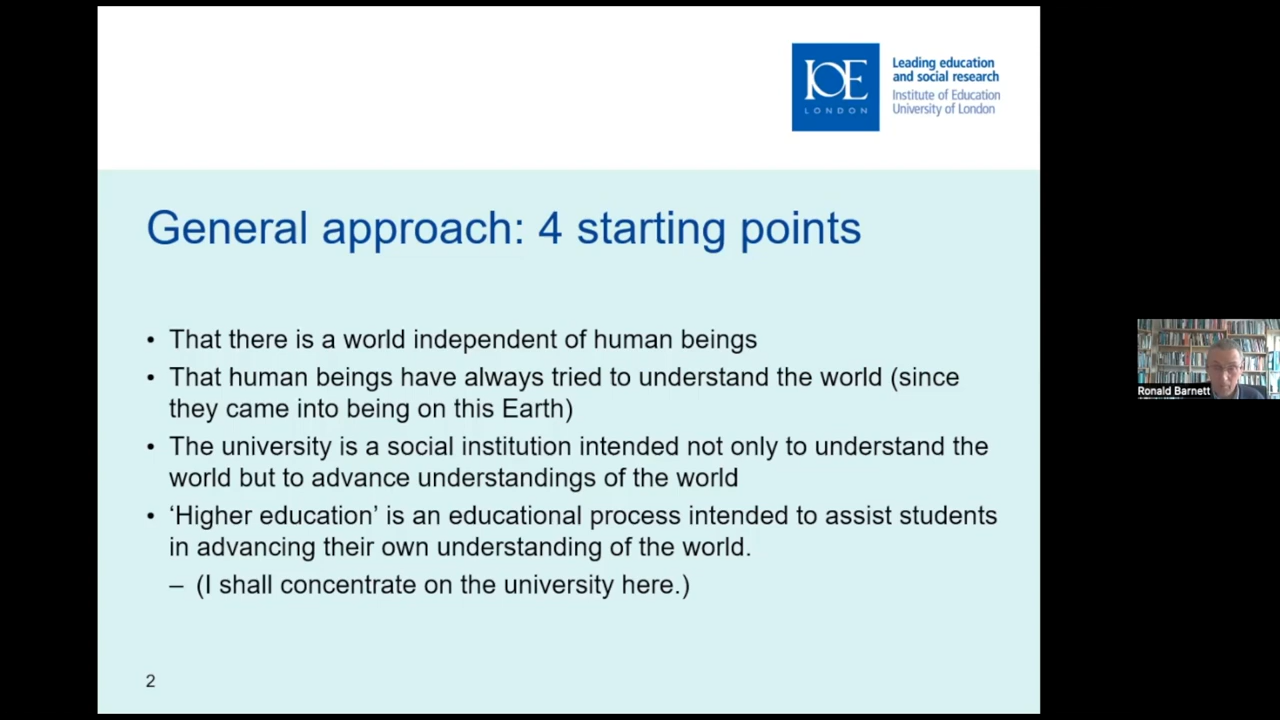 IOE
LONDON
Leading education
and social research
Institute of Education
University of London
General approach: 4 starting points
• That there is a world independent of human beings
• That human beings have always tried to understand the world (since
they came into being on this Earth)
• The university is a social institution intended not only to understand the
world but to advance understandings of the world
• ‘Higher education’ is an educational process intended to assist students
in advancing their own understanding of the world.
– (I shall concentrate on the university here.)
2
Ronald Barnett